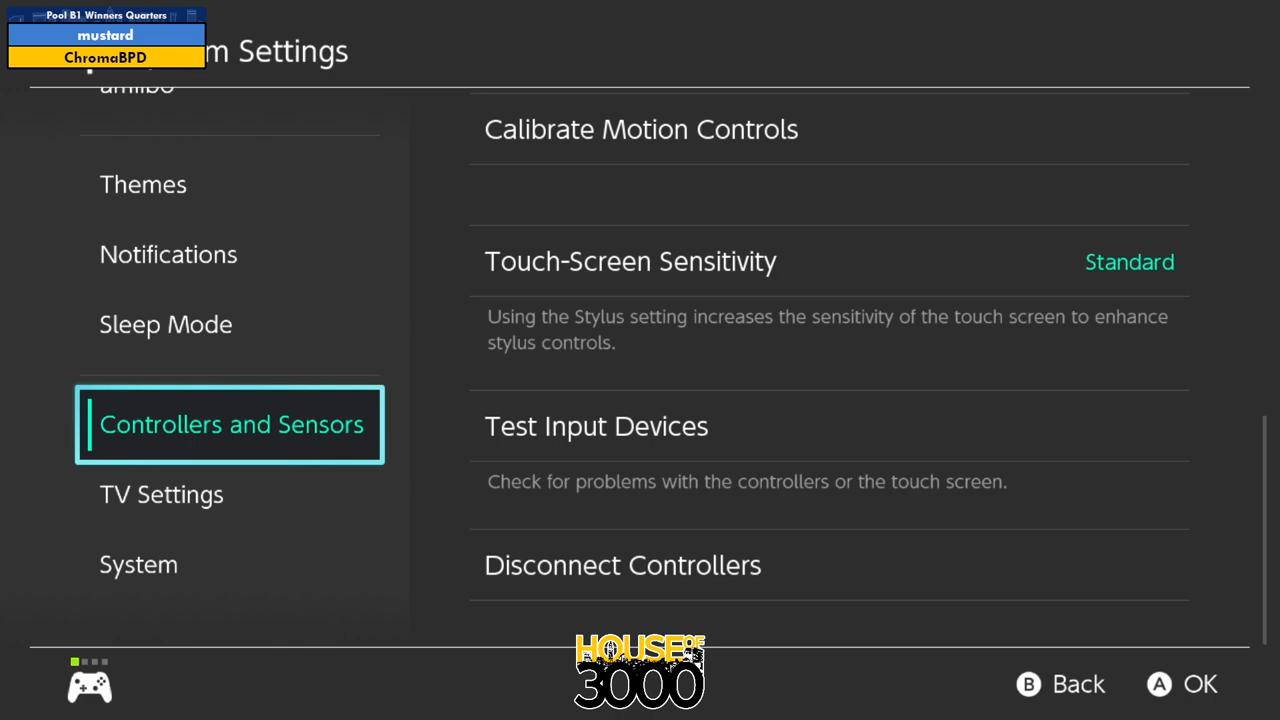 Pool B1 Winners Quarters
mustard
ChromaBPD
m Settings
amiibo
Themes
Notifications
Sleep Mode
Controllers and Sensors
TV Settings
System
Calibrate Motion Controls
Touch-Screen Sensitivity
Standard
Using the Stylus setting increases the sensitivity of the touch screen to enhance
stylus controls.
Test Input Devices
Check for problems with the controllers or the touch screen.
Disconnect Controllers
HOUSE OF
3000
B Back
A OK